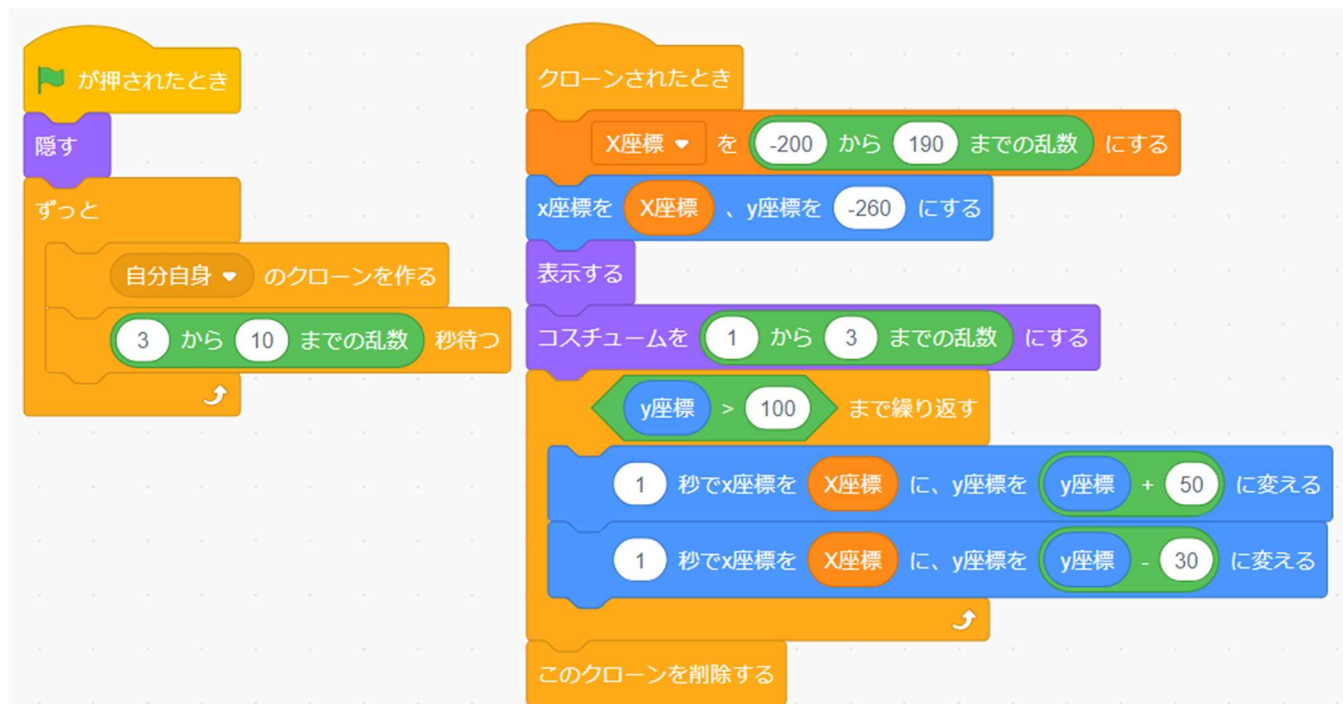 が押されたとき
隠す
ずっと
自分自身 のクローンを作る
3 から 10 までの乱数 秒待つ
クローンされたとき
X座標 を -200 から 190 までの乱数 にする
x座標を X座標 、y座標を -260 にする
表示する
コスチュームを 1 から 3 までの乱数 にする
y座標 > 100 まで繰り返す
1 秒でx座標を X座標 に、y座標を y座標 + 50 に変える
1 秒でx座標を X座標 に、y座標を y座標 - 30 に変える
このクローンを削除する